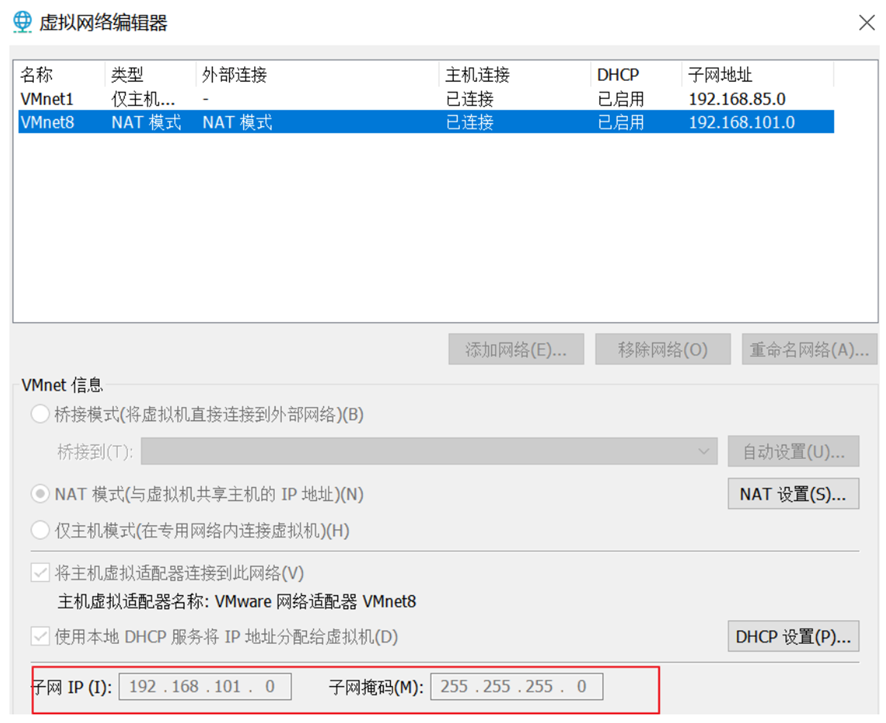 虚拟网络编辑器
名称 类型 外部连接 主机连接 DHCP 子网地址
VMnet1 仅主机... - 已连接 已启用 192.168.85.0
VMnet8 NAT 模式 NAT 模式 已连接 已启用 192.168.101.0
添加网络(E)... 移除网络(O) 重命名网络(A)...
VMnet 信息
桥接模式(将虚拟机直接连接到外部网络)(B)
桥接到(T): 自动设置(U)...
NAT 模式(与虚拟机共享主机的 IP 地址)(N) NAT 设置(S)...
仅主机模式(在专用网络内连接虚拟机)(H)
将主机虚拟适配器连接到此网络(V)
主机虚拟适配器名称: VMware 网络适配器 VMnet8
使用本地 DHCP 服务将 IP 地址分配给虚拟机(D) DHCP 设置(P)...
子网 IP (I): 192 . 168 . 101 . 0 子网掩码(M): 255 . 255 . 255 . 0